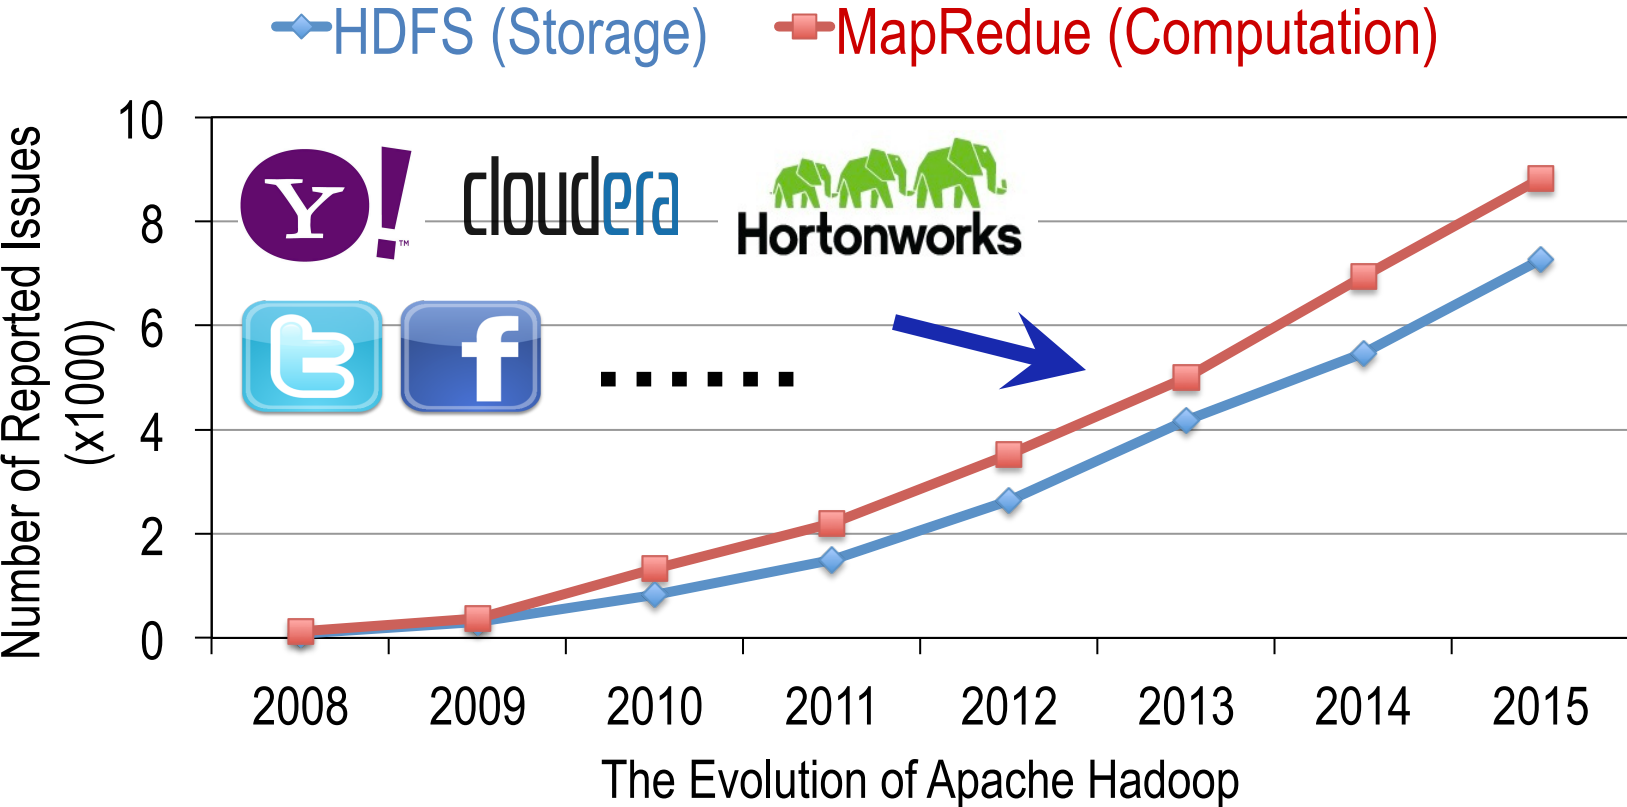 HDFS (Storage) MapRedue (Computation)
Number of Reported Issues
(x1000)
10
8
6
4
2
0
Y! ™
cloudera
Hortonworks
t f ......
2008 2009 2010 2011 2012 2013 2014 2015
The Evolution of Apache Hadoop